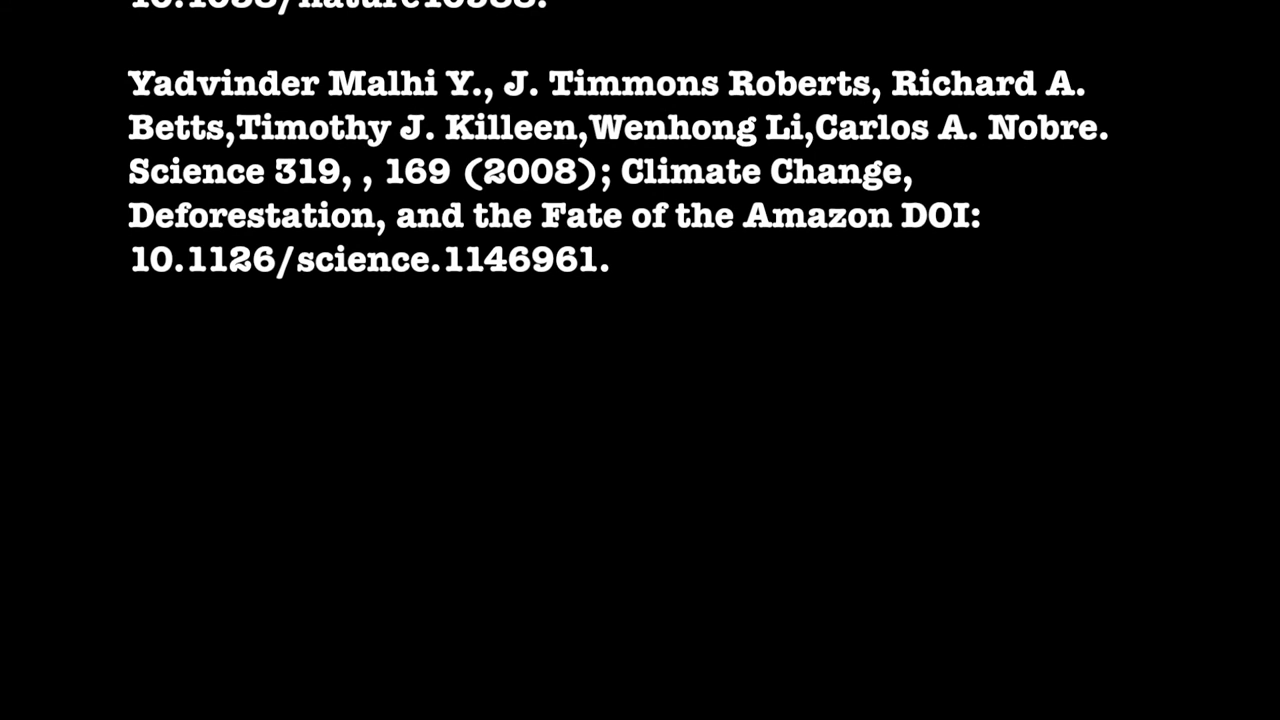 Yadvinder Malhi Y., J. Timmons Roberts, Richard A.
Betts,Timothy J. Killeen,Wenhong Li,Carlos A. Nobre.
Science 319, , 169 (2008); Climate Change,
Deforestation, and the Fate of the Amazon DOI:
10.1126/science.1146961.